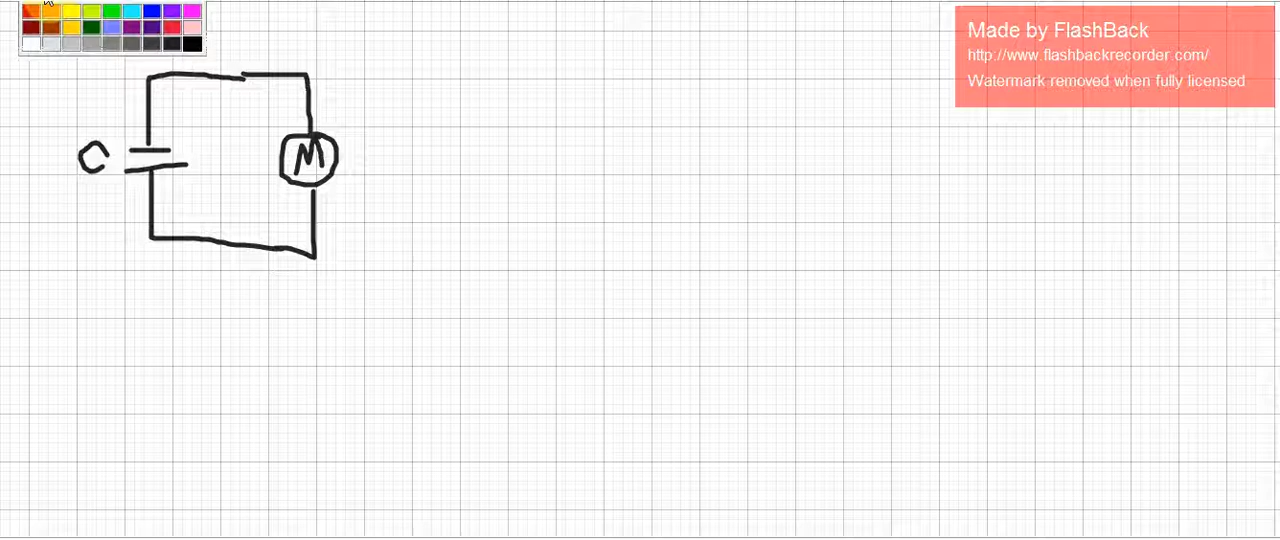 Made by FlashBack
http://www.flashbackrecorder.com/
Watermark removed when fully licensed
C
M